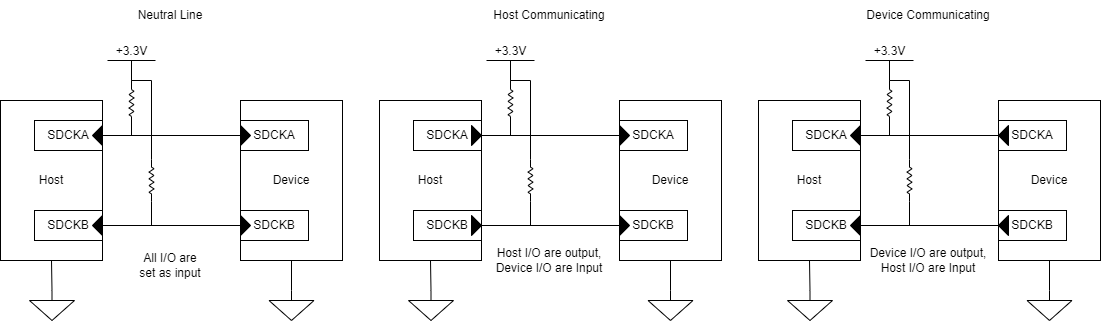 Neutral Line
+3.3V
SDCKA
SDCKA
Host
Device
SDCKB
SDCKB
All I/O are
set as input
Host Communicating
+3.3V
SDCKA
SDCKA
Host
Device
SDCKB
SDCKB
Host I/O are output,
Device I/O are Input
Device Communicating
+3.3V
SDCKA
SDCKA
Host
Device
SDCKB
SDCKB
Device I/O are output,
Host I/O are Input